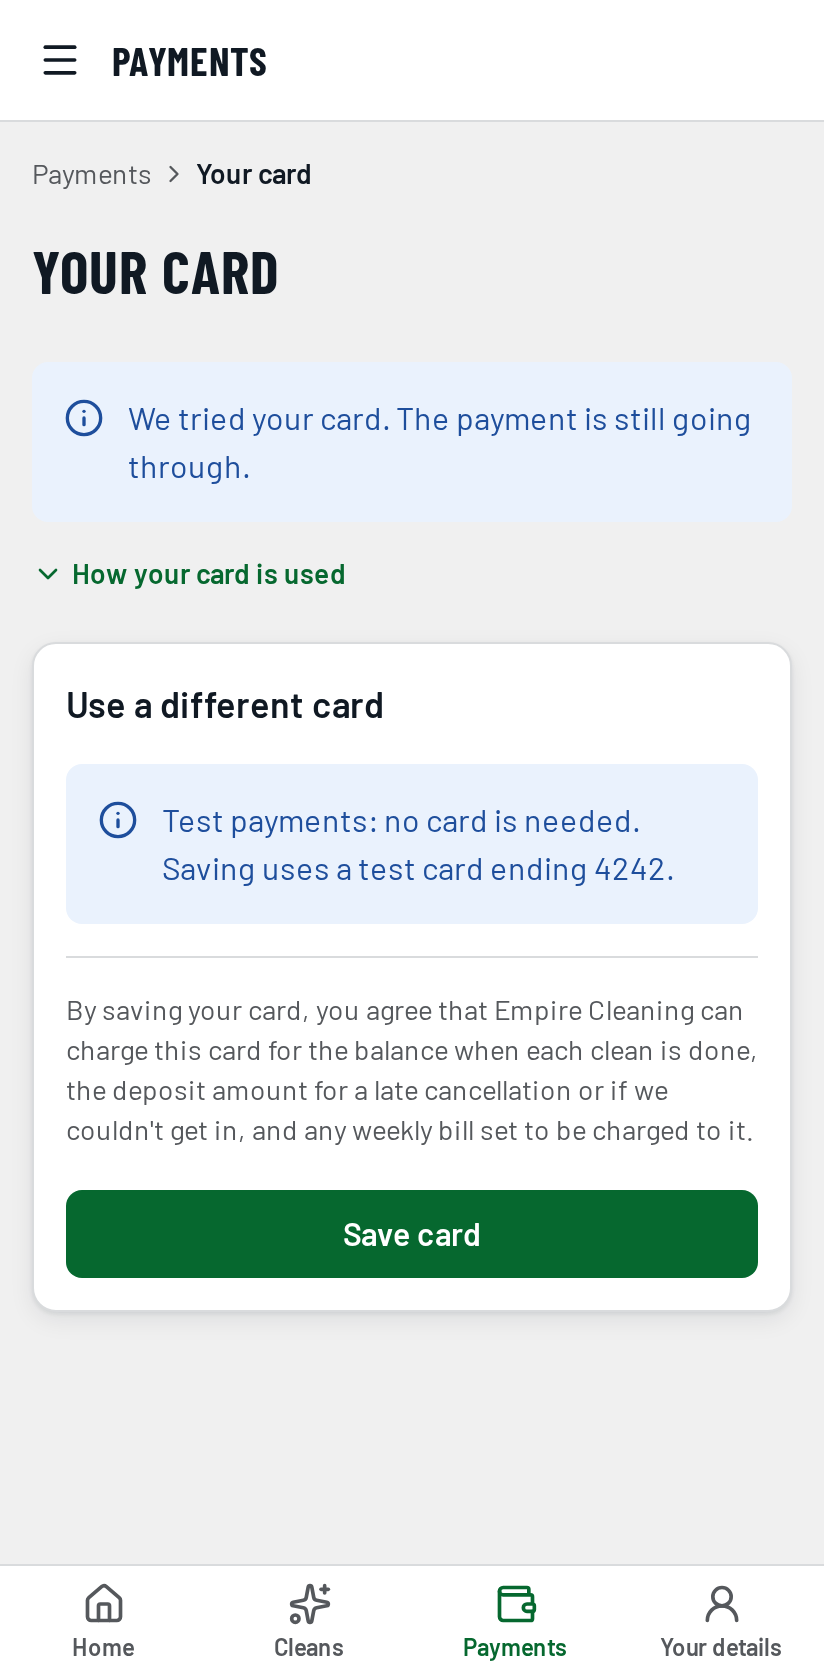 PAYMENTS
Payments > Your card
YOUR CARD
We tried your card. The payment is still going
through.
How your card is used
Use a different card
Test payments: no card is needed.
Saving uses a test card ending 4242.
By saving your card, you agree that Empire Cleaning can
charge this card for the balance when each clean is done,
the deposit amount for a late cancellation or if we
couldn't get in, and any weekly bill set to be charged to it.
Save card
Home Cleans Payments Your details